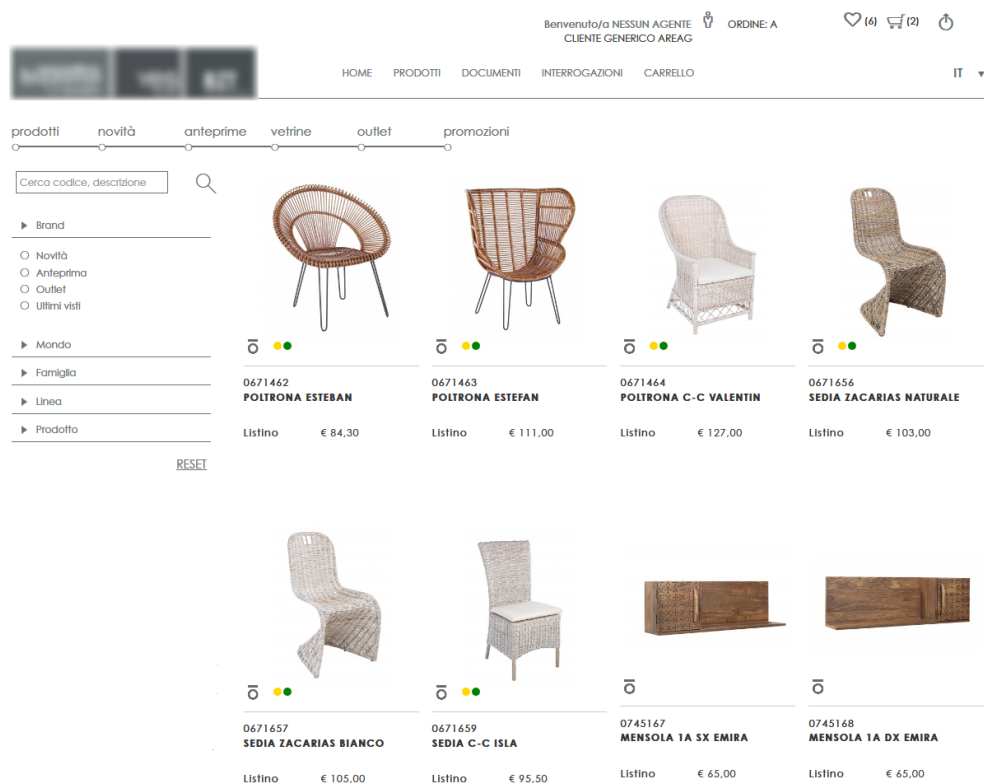 Benvenuto/a NESSUN AGENTE
ORDINE: A
(6)
(2)
CLIENTE GENERICO AREAG
HOME PRODOTTI DOCUMENTI INTERROGAZIONI CARRELLO
IT
prodotti novità anteprime vetrine outlet promozioni
Cerca codice, descrizione
Brand
Novità
Anteprima
Outlet
Ultimi visti
Mondo
Famiglia
Linea
Prodotto
RESET
0671462
POLTRONA ESTEBAN
Listino € 84,30
0671463
POLTRONA ESTEFAN
Listino € 111,00
0671464
POLTRONA C-C VALENTIN
Listino € 127,00
0671656
SEDIA ZACARIAS NATURALE
Listino € 103,00
0671657
SEDIA ZACARIAS BIANCO
Listino € 105,00
0671659
SEDIA C-C ISLA
Listino € 95,50
0745167
MENSOLA 1A SX EMIRA
Listino € 65,00
0745168
MENSOLA 1A DX EMIRA
Listino € 65,00